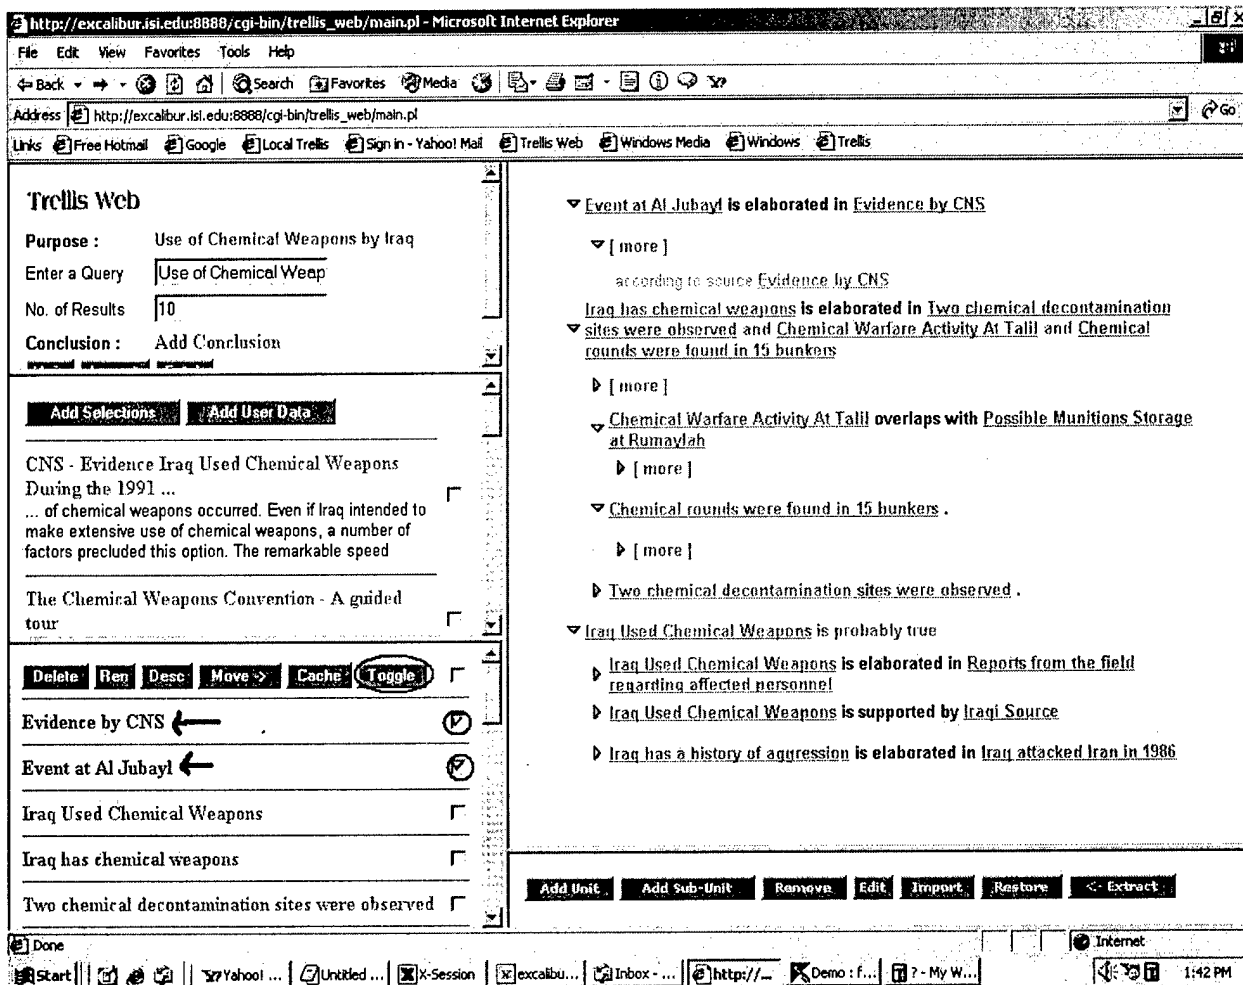 http://excalibur.isi.edu:8888/cgi-bin/trellis_web/main.pl - Microsoft Internet Explorer
File Edit View Favorites Tools Help
Back Search Favorites Media
Address http://excalibur.isi.edu:8888/cgi-bin/trellis_web/main.pl Go
Links Free Hotmail Google Local Trellis Sign in - Yahoo! Mail Trellis Web Windows Media Windows Trellis
Trellis Web
Purpose : Use of Chemical Weapons by Iraq
Enter a Query Use of Chemical Weap
No. of Results 10
Conclusion : Add Conclusion
Add Selections Add User Data
CNS - Evidence Iraq Used Chemical Weapons
During the 1991 ...
... of chemical weapons occurred. Even if Iraq intended to
make extensive use of chemical weapons, a number of
factors precluded this option. The remarkable speed
The Chemical Weapons Convention - A guided
tour
Delete Ren Desc Move -> Cache Toggle
Evidence by CNS
Event at Al Jubayl
Iraq Used Chemical Weapons
Iraq has chemical weapons
Two chemical decontamination sites were observed
Event at Al Jubayl is elaborated in Evidence by CNS
[ more ]
according to source Evidence by CNS
Iraq has chemical weapons is elaborated in Two chemical decontamination
sites were observed and Chemical Warfare Activity At Talil and Chemical
rounds were found in 15 bunkers
[ more ]
Chemical Warfare Activity At Talil overlaps with Possible Munitions Storage
at Rumaylah
[ more ]
Chemical rounds were found in 15 bunkers .
[ more ]
Two chemical decontamination sites were observed .
Iraq Used Chemical Weapons is probably true
Iraq Used Chemical Weapons is elaborated in Reports from the field
regarding affected personnel
Iraq Used Chemical Weapons is supported by Iraqi Source
Iraq has a history of aggression is elaborated in Iraq attacked Iran in 1986
Add Unit Add Sub-Unit Remove Edit Import Restore <- Extract
Done Internet
Start Yahoo! ... Untitled ... X-Session excalibu... Inbox - ... http://... Demo : f... ? - My W... 1:42 PM